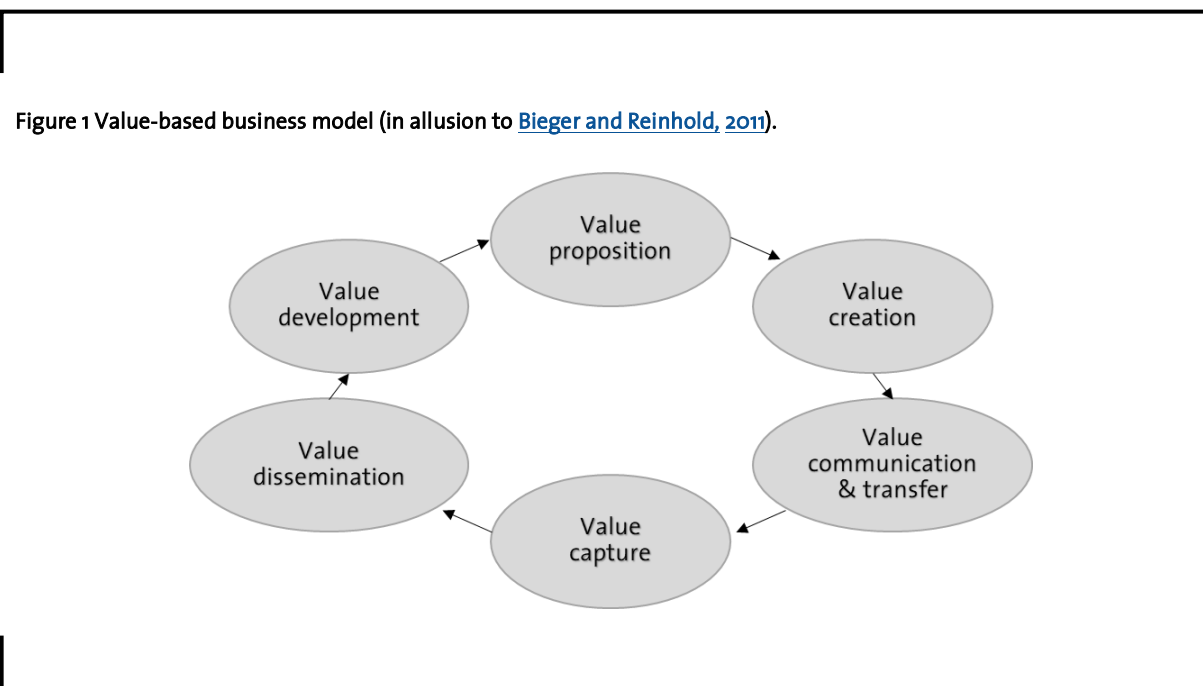 Figure 1 Value-based business model (in allusion to Bieger and Reinhold, 2011).
Value
proposition
Value
creation
Value
communication
& transfer
Value
capture
Value
dissemination
Value
development